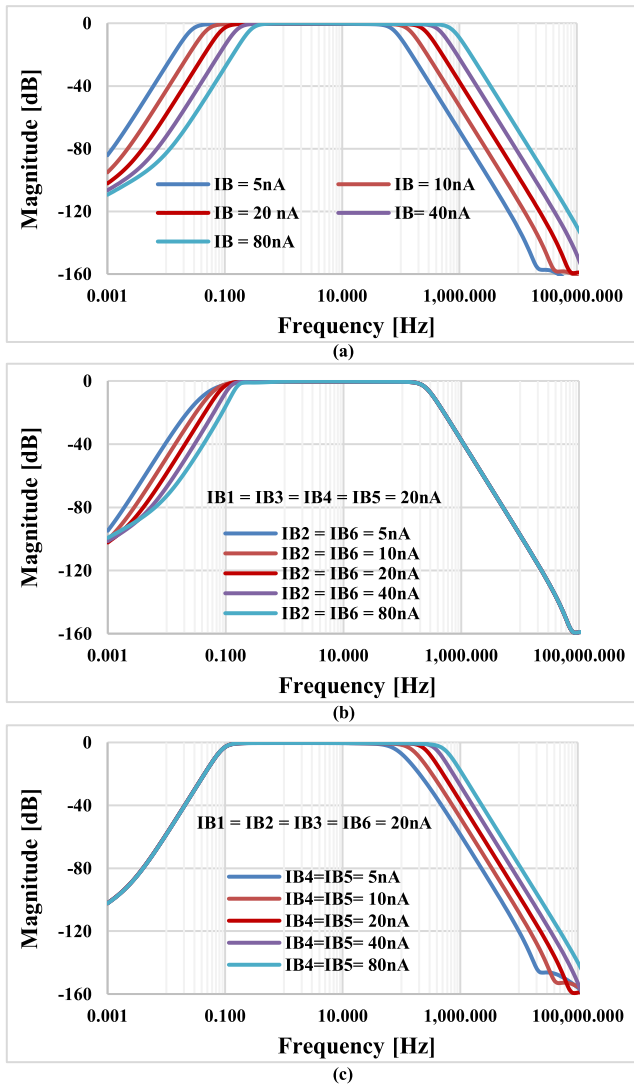 0
-40
-80
-120
-160
Magnitude [dB]
IB = 5nA
IB = 10nA
IB = 20 nA
IB= 40nA
IB = 80nA
0.001
0.100
10.000
1,000.000
100,000.000
Frequency [Hz]
(a)
0
-40
-80
-120
-160
Magnitude [dB]
IB1 = IB3 = IB4 = IB5 = 20nA
IB2 = IB6 = 5nA
IB2 = IB6 = 10nA
IB2 = IB6 = 20nA
IB2 = IB6 = 40nA
IB2 = IB6 = 80nA
0.001
0.100
10.000
1,000.000
100,000.000
Frequency [Hz]
(b)
0
-40
-80
-120
-160
Magnitude [dB]
IB1 = IB2 = IB3 = IB6 = 20nA
IB4=IB5= 5nA
IB4=IB5= 10nA
IB4=IB5= 20nA
IB4=IB5= 40nA
IB4=IB5= 80nA
0.001
0.100
10.000
1,000.000
100,000.000
Frequency [Hz]
(c)